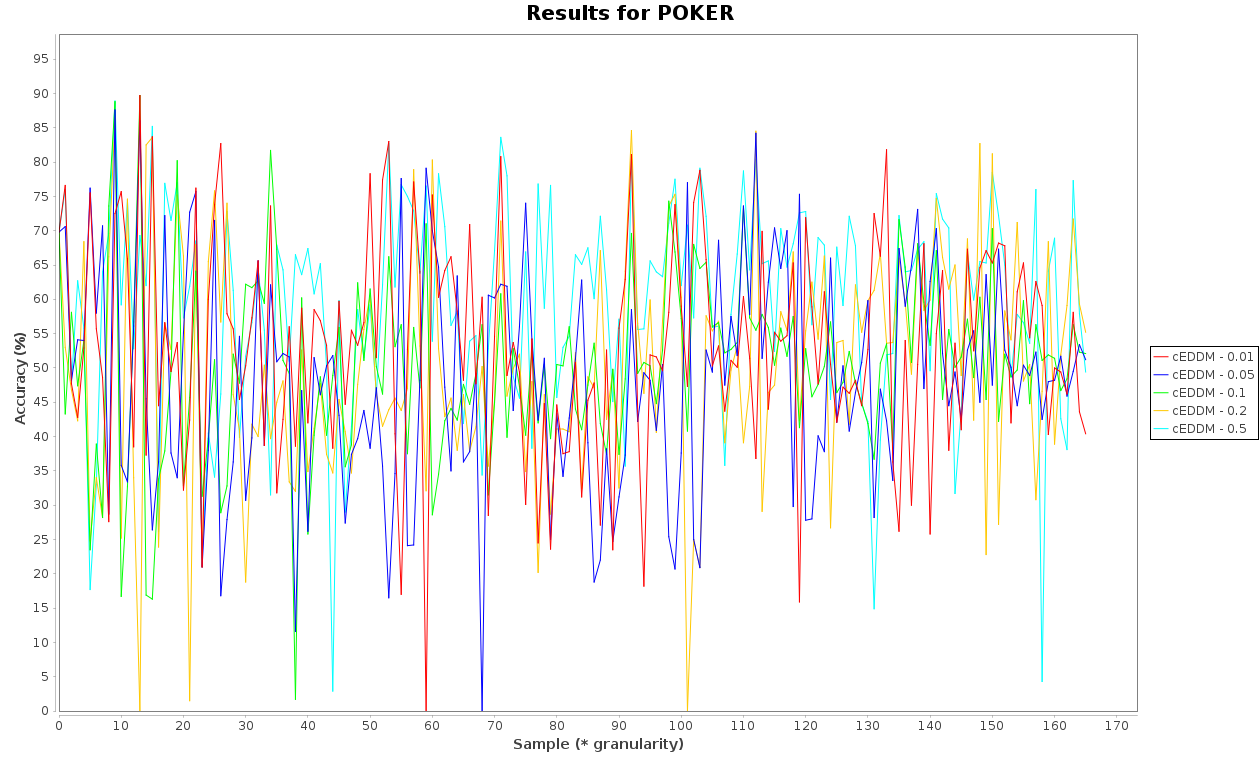 Results for POKER
95
90
85
80
75
70
65
60
55
50
45
40
35
30
25
20
15
10
5
0
Accuracy (%)
0 10 20 30 40 50 60 70 80 90 100 110 120 130 140 150 160 170
Sample (* granularity)
cEDDM - 0.01
cEDDM - 0.05
cEDDM - 0.1
cEDDM - 0.2
cEDDM - 0.5